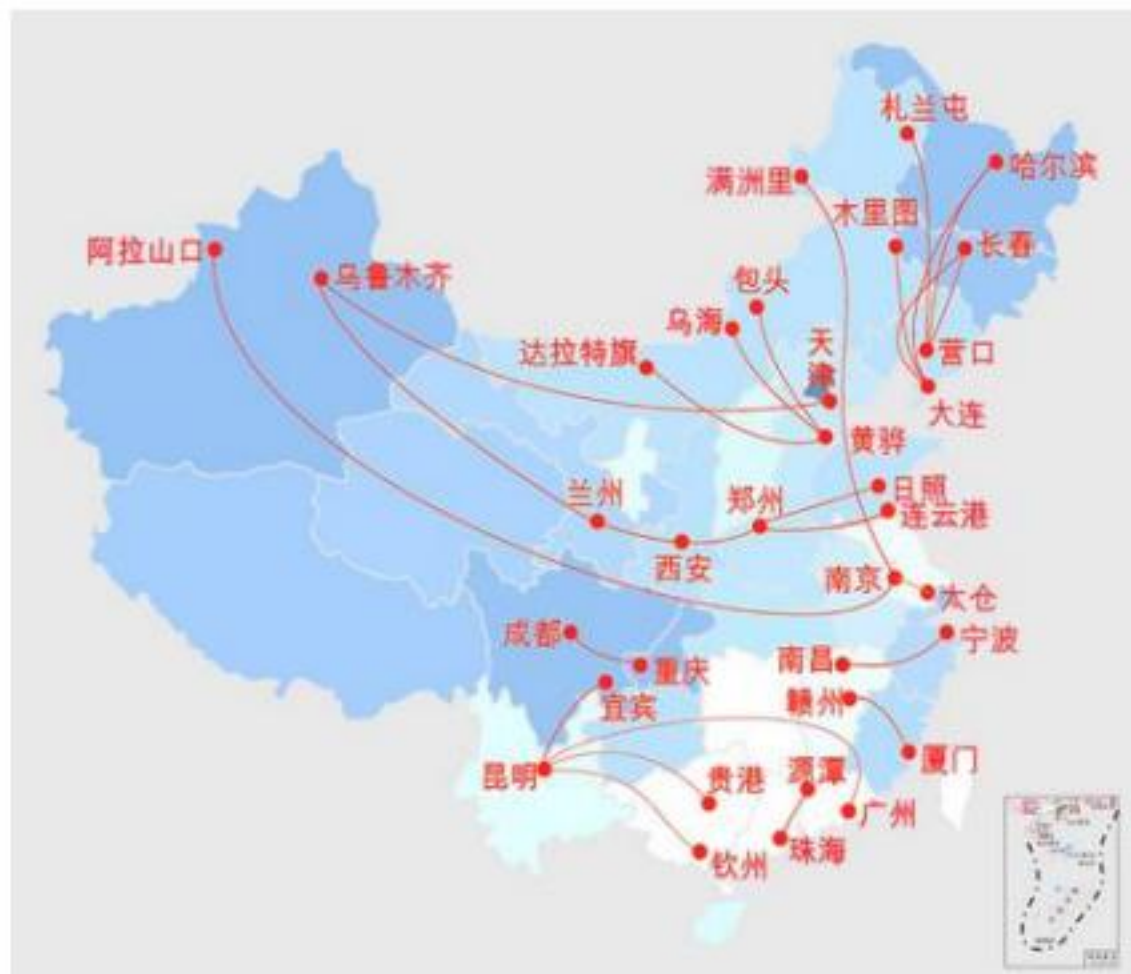 札兰屯
哈尔滨
满洲里
木里图
阿拉山口
长春
乌鲁木齐
包头
乌海
天津
达拉特旗
营口
大连
黄骅
兰州
郑州
日照
连云港
西安
南京
太仓
成都
宁波
重庆
南昌
宜宾
赣州
昆明
贵港
源潭
厦门
广州
钦州
珠海